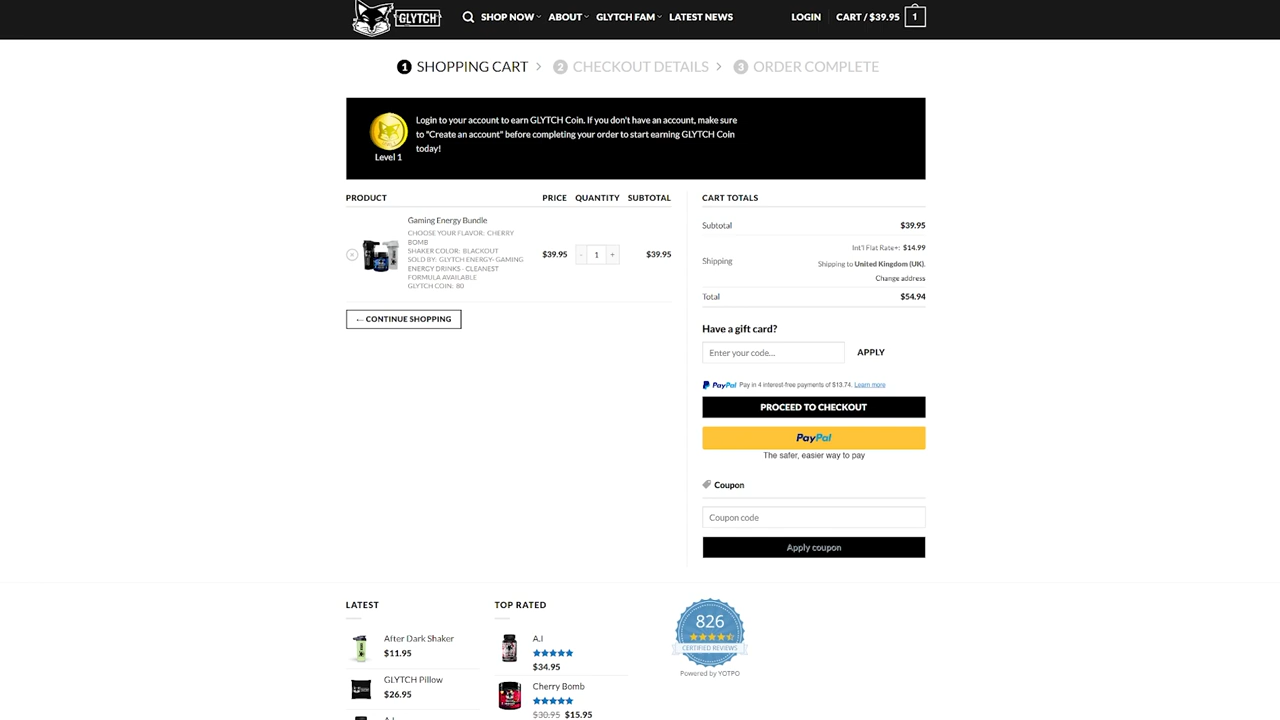 GLYTCH
SHOP NOW
ABOUT
GLYTCH FAM
LATEST NEWS
LOGIN
CART / $39.95
1
1 SHOPPING CART
2 CHECKOUT DETAILS
3 ORDER COMPLETE
Login to your account to earn GLYTCH Coin. If you don't have an account, make sure
to "Create an account" before completing your order to start earning GLYTCH Coin
today!
Level 1
PRODUCT PRICE QUANTITY SUBTOTAL
Gaming Energy Bundle
CHOOSE YOUR FLAVOR: CHERRY
BOMB
SHAKER COLOR: BLACKOUT
SOLD BY: GLYTCH ENERGY- GAMING
ENERGY DRINKS - CLEANEST
FORMULA AVAILABLE
GLYTCH COIN: 80
$39.95 - 1 + $39.95
← CONTINUE SHOPPING
CART TOTALS
Subtotal $39.95
Shipping
Int'l Flat Rate+: $14.99
Shipping to United Kingdom (UK).
Change address
Total $54.94
Have a gift card?
Enter your code... APPLY
PayPal Pay in 4 interest-free payments of $13.74. Learn more
PROCEED TO CHECKOUT
PayPal
The safer, easier way to pay
Coupon
Coupon code
Apply coupon
LATEST
After Dark Shaker
$11.95
GLYTCH Pillow
$26.95
A.I
TOP RATED
A.I
$34.95
Cherry Bomb
$30.95 $15.95
826
CERTIFIED REVIEWS
Powered by YOTPO